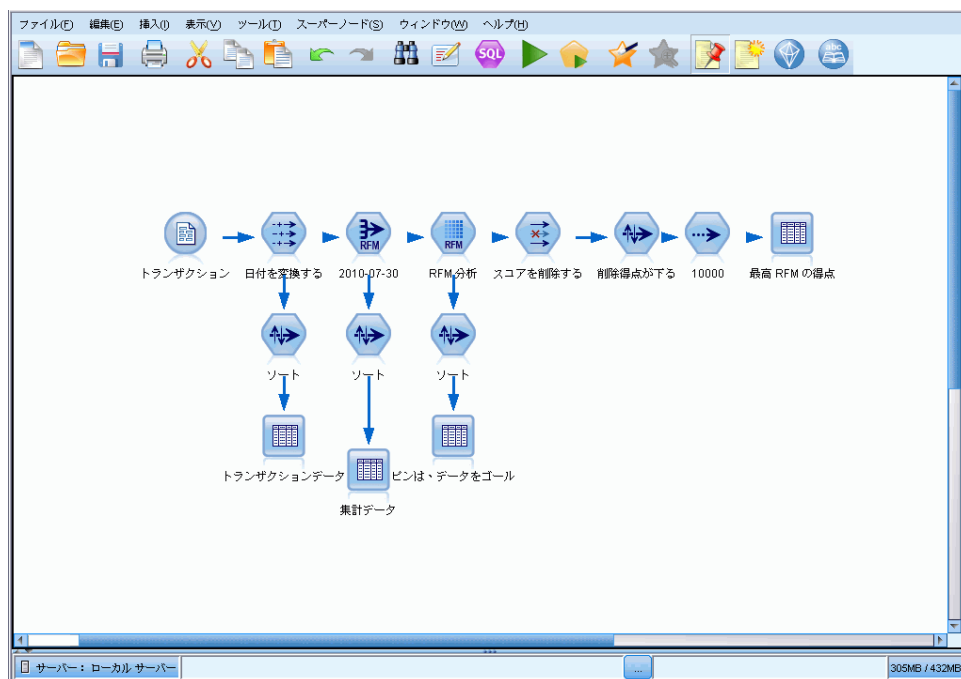 ファイル(F) 編集(E) 挿入(I) 表示(V) ツール(T) スーパーノード(S) ウィンドウ(W) ヘルプ(H)
SQL
abc
RFM
RFM
トランザクション 日付を変換する 2010-07-30 RFM 分析 スコアを削除する 削除得点が下る 10000 最高 RFM の得点
ソート ソート ソート
トランザクションデータ ビンは、データをゴール
集計データ
サーバー： ローカル サーバー ... 305MB / 432MB